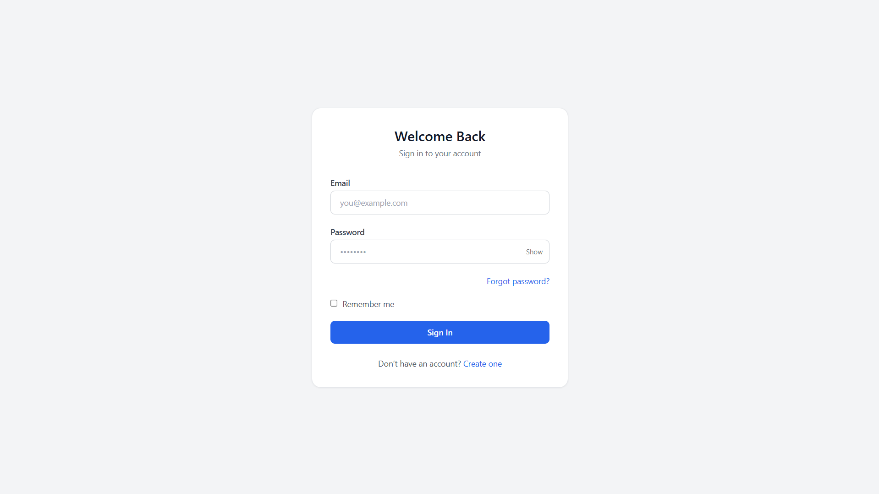 Welcome Back
Sign in to your account
Email
you@example.com
Password
••••••••
Show
Forgot password?
Remember me
Sign In
Don't have an account? Create one